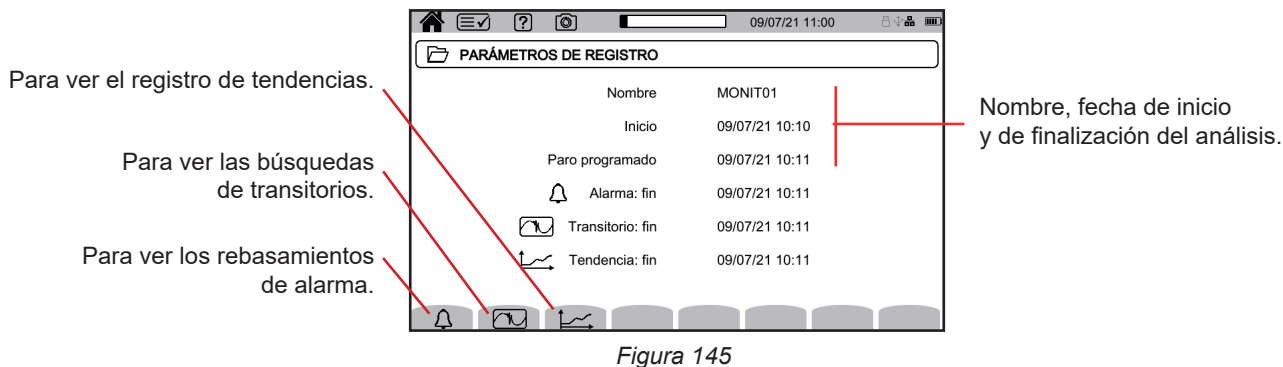 09/07/21 11:00
PARÁMETROS DE REGISTRO
Nombre MONIT01
Inicio 09/07/21 10:10
Paro programado 09/07/21 10:11
Alarma: fin 09/07/21 10:11
Transitorio: fin 09/07/21 10:11
Tendencia: fin 09/07/21 10:11
Para ver el registro de tendencias.
Para ver las búsquedas
de transitorios.
Para ver los rebasamientos
de alarma.
Nombre, fecha de inicio
y de finalización del análisis.
Figura 145